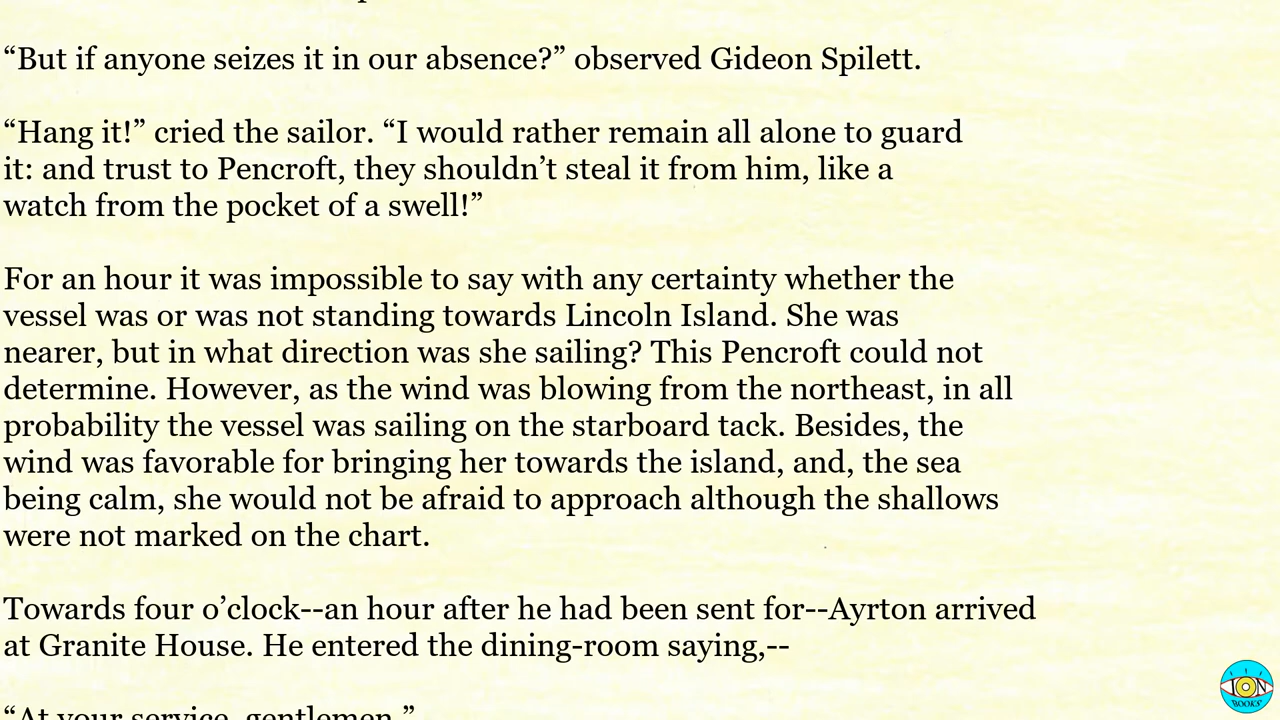 “But if anyone seizes it in our absence?” observed Gideon Spilett.
“Hang it!” cried the sailor. “I would rather remain all alone to guard
it: and trust to Pencroft, they shouldn’t steal it from him, like a
watch from the pocket of a swell!”
For an hour it was impossible to say with any certainty whether the
vessel was or was not standing towards Lincoln Island. She was
nearer, but in what direction was she sailing? This Pencroft could not
determine. However, as the wind was blowing from the northeast, in all
probability the vessel was sailing on the starboard tack. Besides, the
wind was favorable for bringing her towards the island, and, the sea
being calm, she would not be afraid to approach although the shallows
were not marked on the chart.
Towards four o’clock--an hour after he had been sent for--Ayrton arrived
at Granite House. He entered the dining-room saying,--
“At your service, gentlemen.”
ION
BOOKS